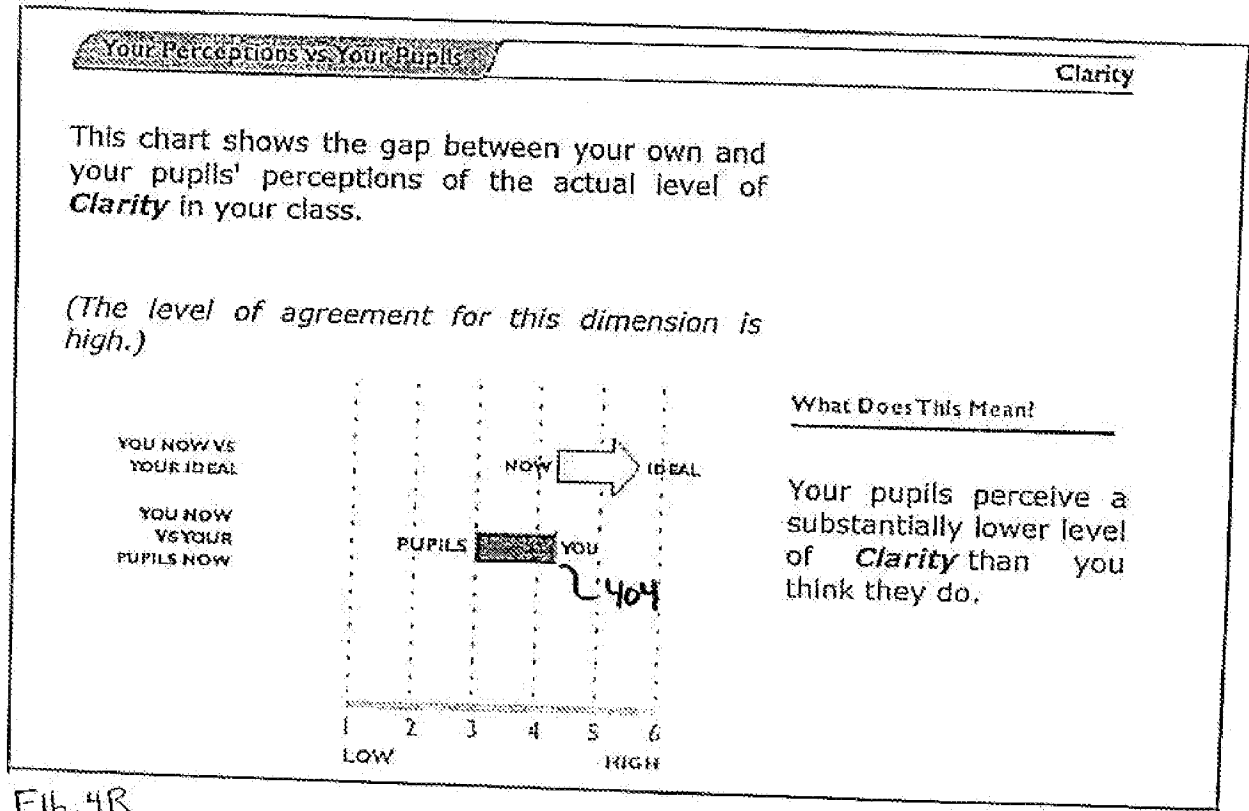 Your Perceptions vs. Your Pupils
Clarity
This chart shows the gap between your own and
your pupils' perceptions of the actual level of
Clarity in your class.
(The level of agreement for this dimension is
high.)
What Does This Mean?
YOU NOW VS
YOUR IDEAL
NOW
IDEAL
Your pupils perceive a
substantially lower level
of Clarity than you
think they do.
YOU NOW
VS YOUR
PUPILS NOW
PUPILS
YOU
404
1 2 3 4 5 6
LOW HIGH
FIG. 4R